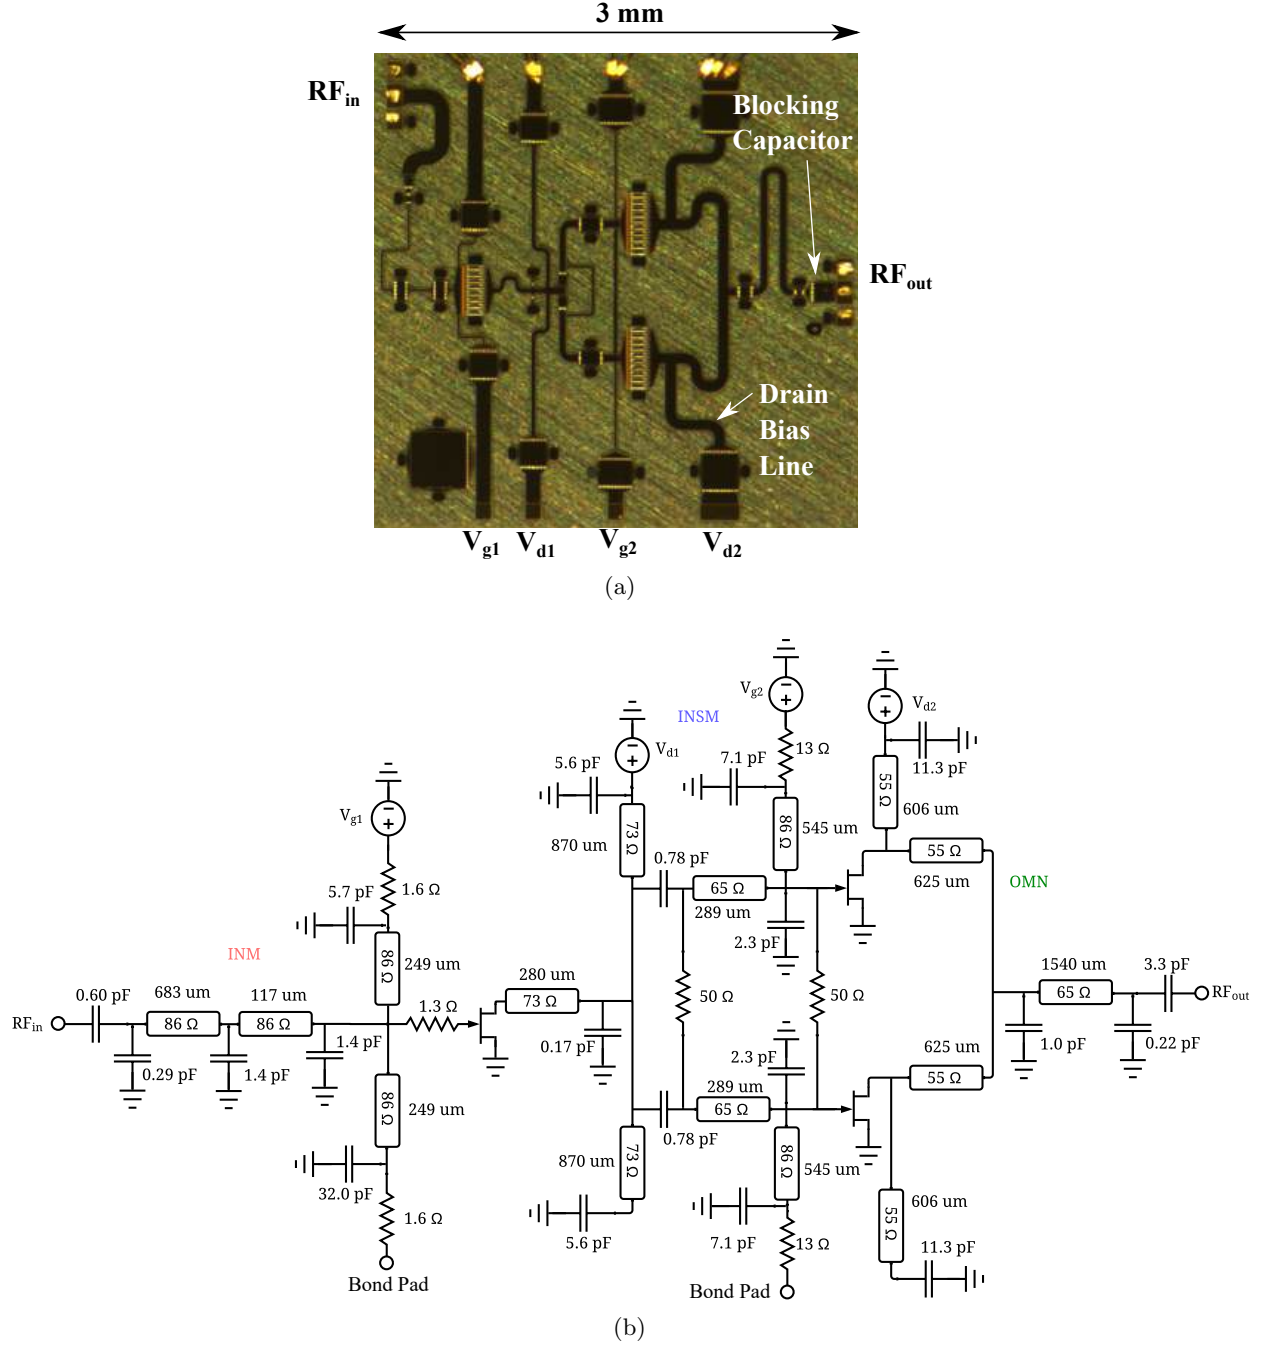 3 mm
RFin
Blocking
Capacitor
RFout
Drain
Bias
Line
Vg1 Vd1 Vg2 Vd2
(a)
Vg2
Vd2
INSM
13 Ω
Vd1
7.1 pF
11.3 pF
5.6 pF
55 Ω
606 um
Vg1
86 Ω
545 um
870 um
73 Ω
0.78 pF
55 Ω
625 um
OMN
5.7 pF
1.6 Ω
65 Ω
289 um
2.3 pF
INM
86 Ω
249 um
280 um
1540 um
3.3 pF
0.60 pF
683 um
117 um
1.3 Ω
73 Ω
50 Ω
50 Ω
65 Ω
RFout
RFin
86 Ω
86 Ω
1.4 pF
0.17 pF
2.3 pF
625 um
1.0 pF
0.22 pF
0.29 pF
1.4 pF
289 um
55 Ω
86 Ω
249 um
65 Ω
0.78 pF
870 um
73 Ω
86 Ω
545 um
32.0 pF
1.6 Ω
606 um
55 Ω
5.6 pF
7.1 pF
13 Ω
11.3 pF
Bond Pad
Bond Pad
(b)